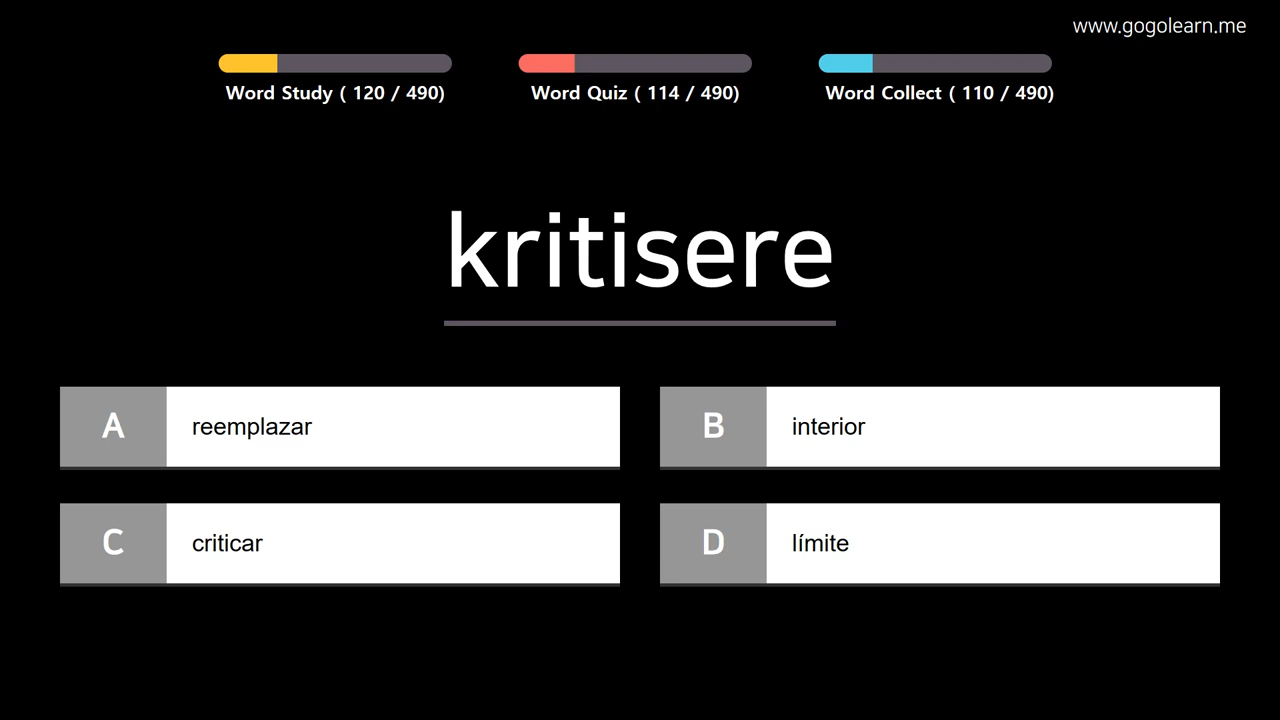 www.gogolearn.me
Word Study ( 120 / 490)
Word Quiz ( 114 / 490)
Word Collect ( 110 / 490)
kritisere
A reemplazar
B interior
C criticar
D límite